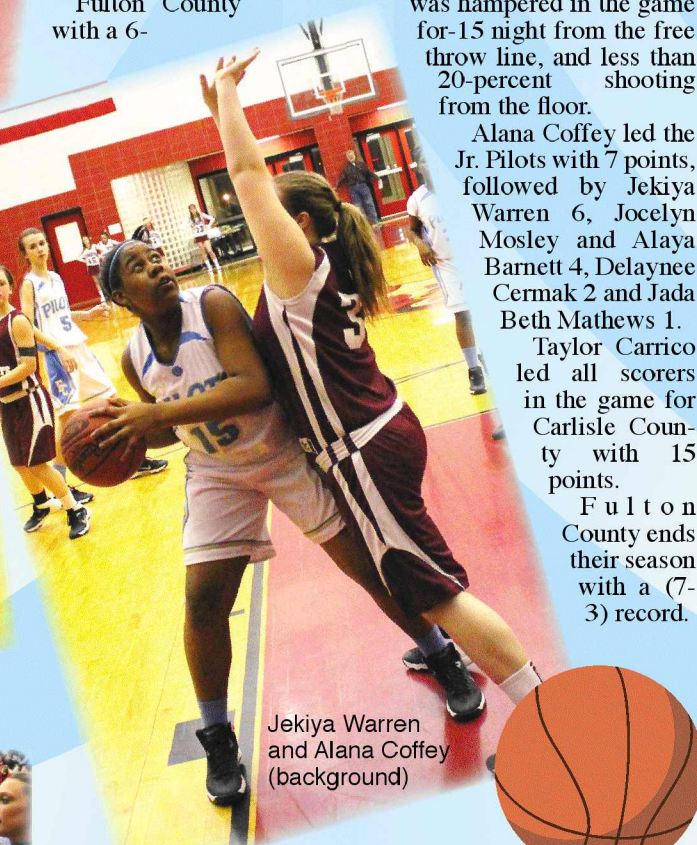 Fulton County
with a 6-
was hampered in the game
for-15 night from the free
throw line, and less than
20-percent shooting
from the floor.
Alana Coffey led the
Jr. Pilots with 7 points,
followed by Jekiya
Warren 6, Jocelyn
Mosley and Alaya
Barnett 4, Delaynee
Cermak 2 and Jada
Beth Mathews 1.
Taylor Carrico
led all scorers
in the game for
Carlisle Coun-
ty with 15
points.
Fulton
County ends
their season
with a (7-
3) record.
PILOTS
15
3
5
Jekiya Warren
and Alana Coffey
(background)